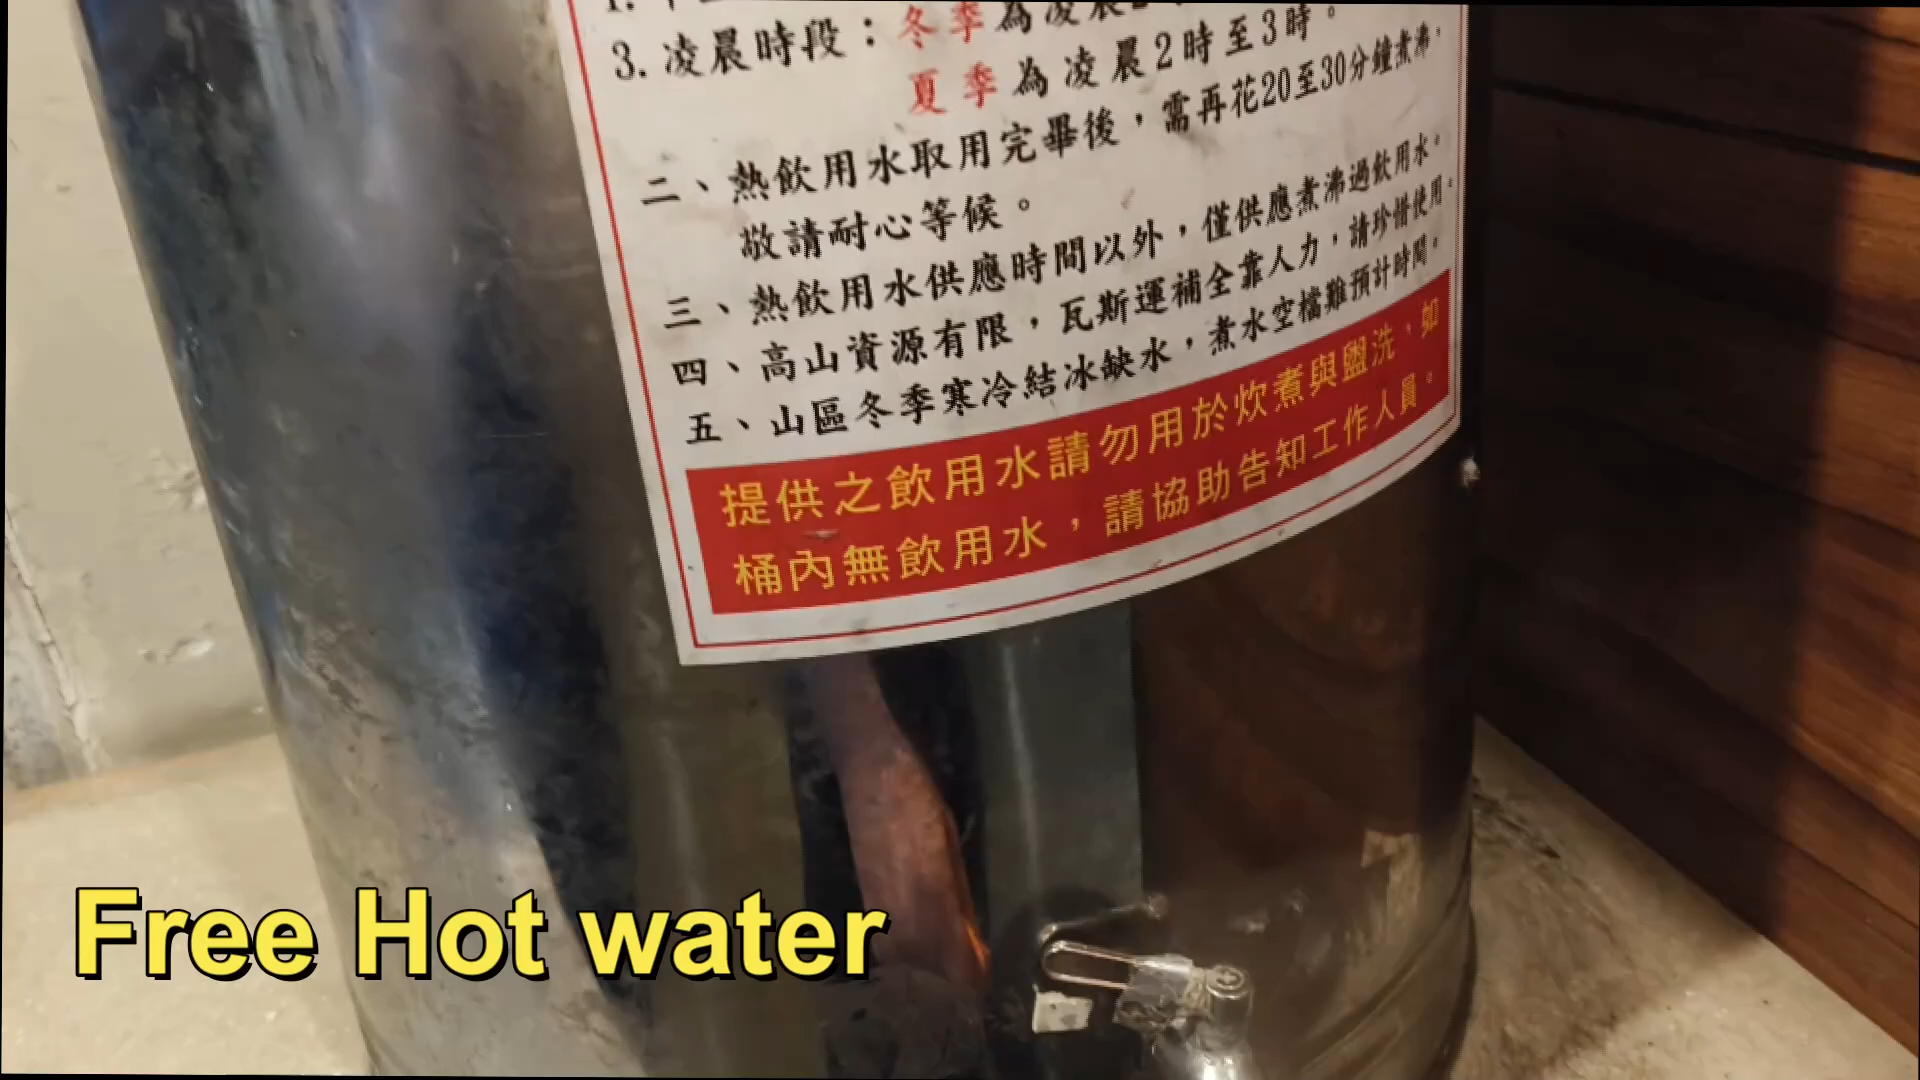 3. 凌晨時段：冬季為凌晨2
夏季為凌晨2時至3時。
二、熱飲用水取用完畢後，需再花20至30分鐘煮沸，
敬請耐心等候。
三、熱飲用水供應時間以外，僅供應煮沸過飲用水。
四、高山資源有限，瓦斯運補全靠人力，請珍惜使用。
五、山區冬季寒冷結冰缺水，煮水空檔難預計時間。
提供之飲用水請勿用於炊煮與盥洗，如
桶內無飲用水，請協助告知工作人員。
Free Hot water